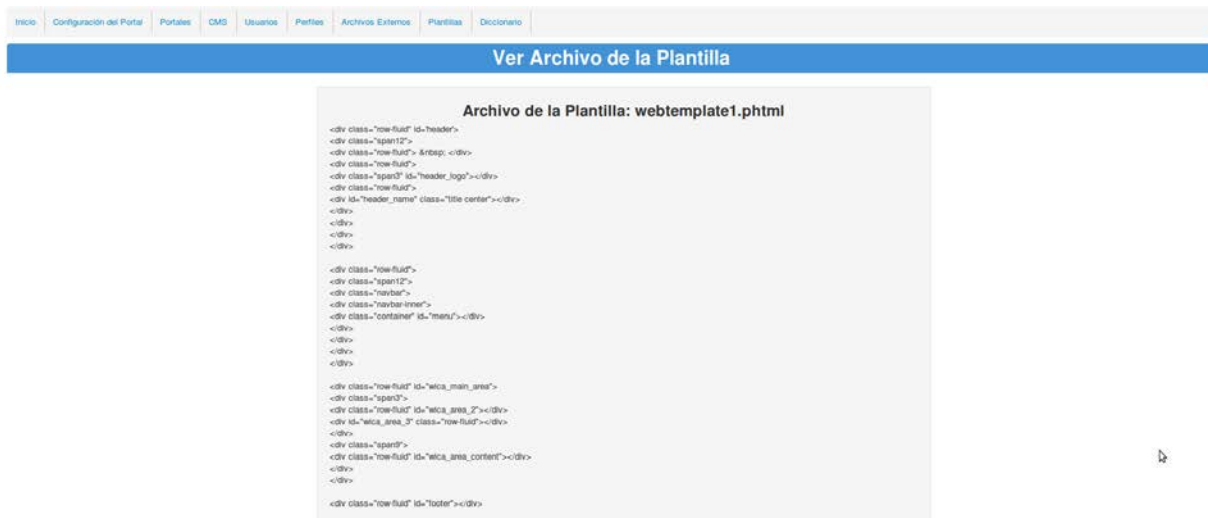 Inicio Configuración del Portal Portales CMS Usuarios Perfiles Archivos Externos Plantillas Diccionario
Ver Archivo de la Plantilla
Archivo de la Plantilla: webtemplate1.phtml
<div class="row-fluid" id='header'>
<div class="span12">
<div class="row-fluid"> &nbsp; </div>
<div class="row-fluid">
<div class="span3" id="header_logo"></div>
<div class="row-fluid">
<div id="header_name" class="title center"></div>
</div>
</div>
</div>
</div>
<div class="row-fluid">
<div class="span12">
<div class="navbar">
<div class="navbar-inner">
<div class="container" id="menu"></div>
</div>
</div>
</div>
</div>
<div class="row-fluid" id="wica_main_area">
<div class="span3">
<div class="row-fluid" id="wica_area_2"></div>
<div id="wica_area_3" class="row-fluid"></div>
</div>
<div class="span9">
<div class="row-fluid" id="wica_area_content"></div>
</div>
</div>
<div class="row-fluid" id="footer"></div>